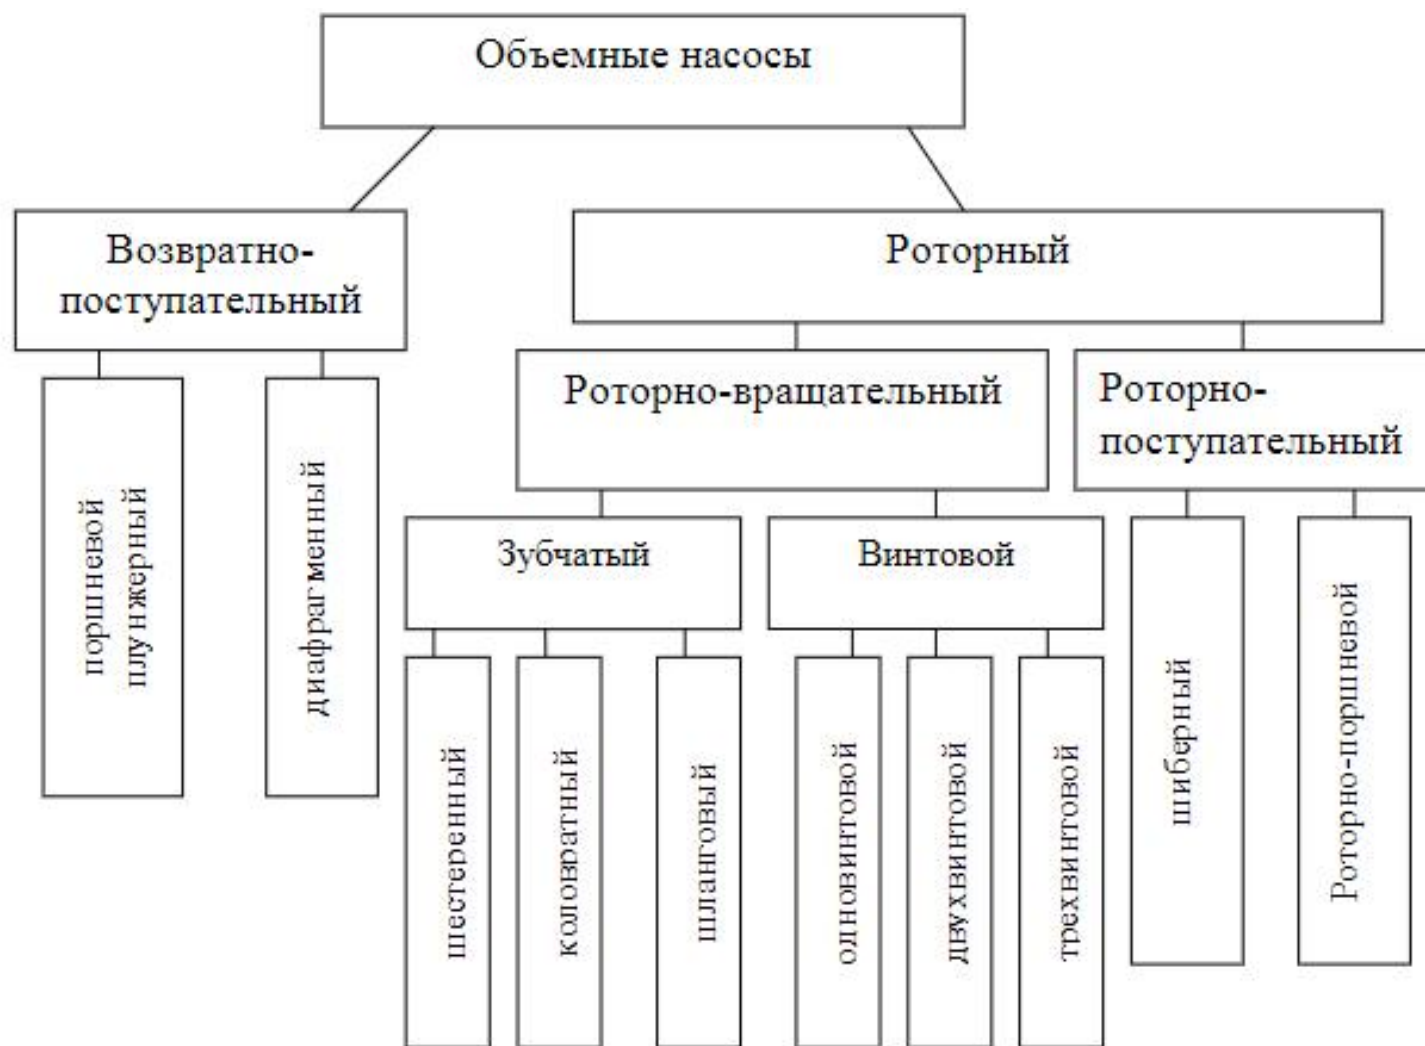 Объемные насосы
Возвратно-
поступательный
Роторный
Роторно-вращательный
Роторно-
поступательный
Зубчатый
Винтовой
поршневой
плунжерный
диафрагменный
шестеренный
коловратный
шланговый
одновинтовой
двухвинтовой
трехвинтовой
шиберный
Роторно-поршневой